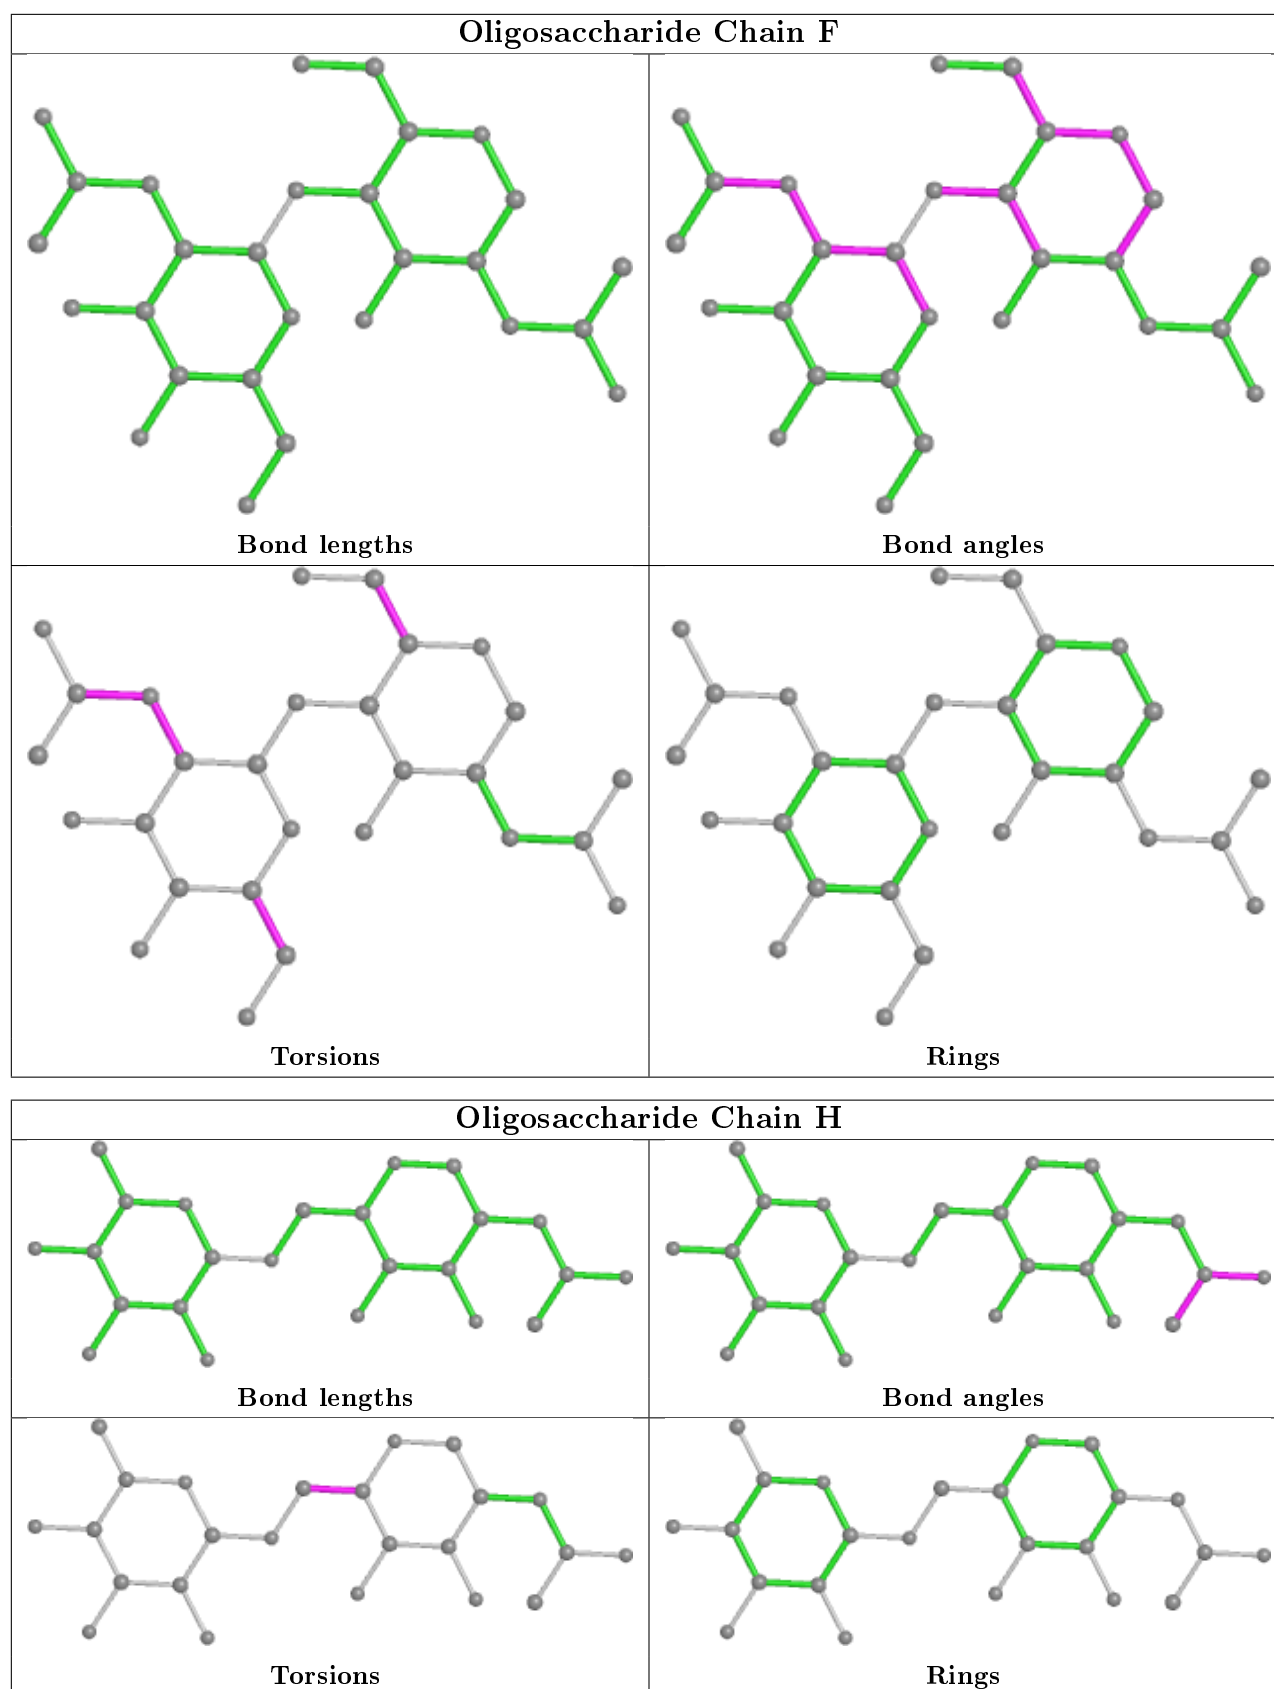 Oligosaccharide Chain F
Bond lengths
Bond angles
Torsions
Rings
Oligosaccharide Chain H
Bond lengths
Bond angles
Torsions
Rings